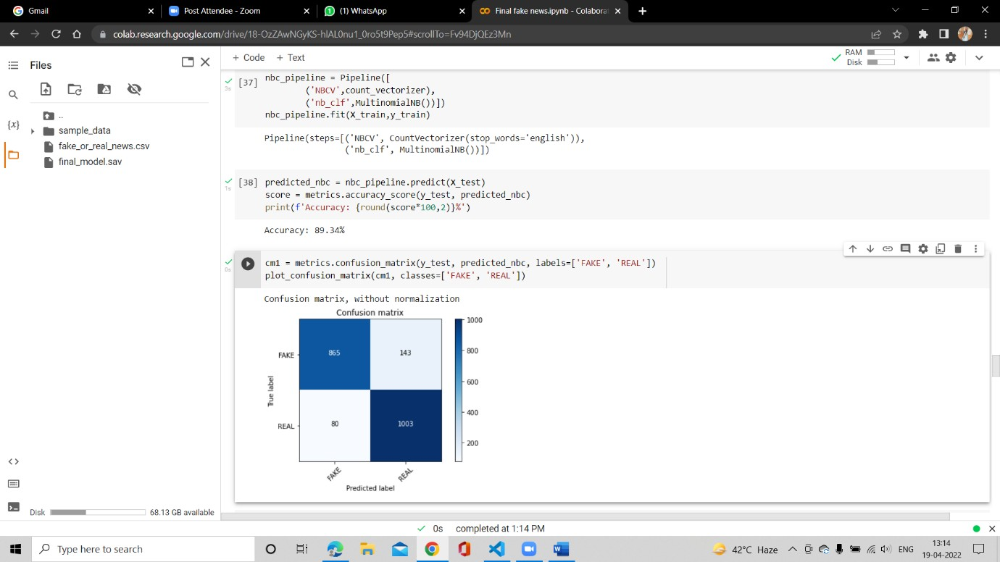 Gmail
Post Attendee - Zoom
(1) WhatsApp
Final fake news.ipynb - Colabora
colab.research.google.com/drive/18-OzZAwNGyKS-hlAL0nu1_0ro5t9Pep5#scrollTo=Fv94DjQEz3Mn
Files
+ Code + Text
RAM
Disk
..
sample_data
fake_or_real_news.csv
final_model.sav
{x}
[37] nbc_pipeline = Pipeline([
3s
('NBCV',count_vectorizer),
('nb_clf',MultinomialNB())])
nbc_pipeline.fit(X_train,y_train)
Pipeline(steps=[('NBCV', CountVectorizer(stop_words='english')),
('nb_clf', MultinomialNB())])
[38] predicted_nbc = nbc_pipeline.predict(X_test)
1s
score = metrics.accuracy_score(y_test, predicted_nbc)
print(f'Accuracy: {round(score*100,2)}%')
Accuracy: 89.34%
cm1 = metrics.confusion_matrix(y_test, predicted_nbc, labels=['FAKE', 'REAL'])
0s
plot_confusion_matrix(cm1, classes=['FAKE', 'REAL'])
Confusion matrix, without normalization
Confusion matrix
FAKE
REAL
True label
865
143
80
1003
1000
800
600
400
200
FAKE
REAL
Predicted label
Disk
68.13 GB available
0s completed at 1:14 PM
Type here to search
42°C Haze
ENG
13:14
19-04-2022